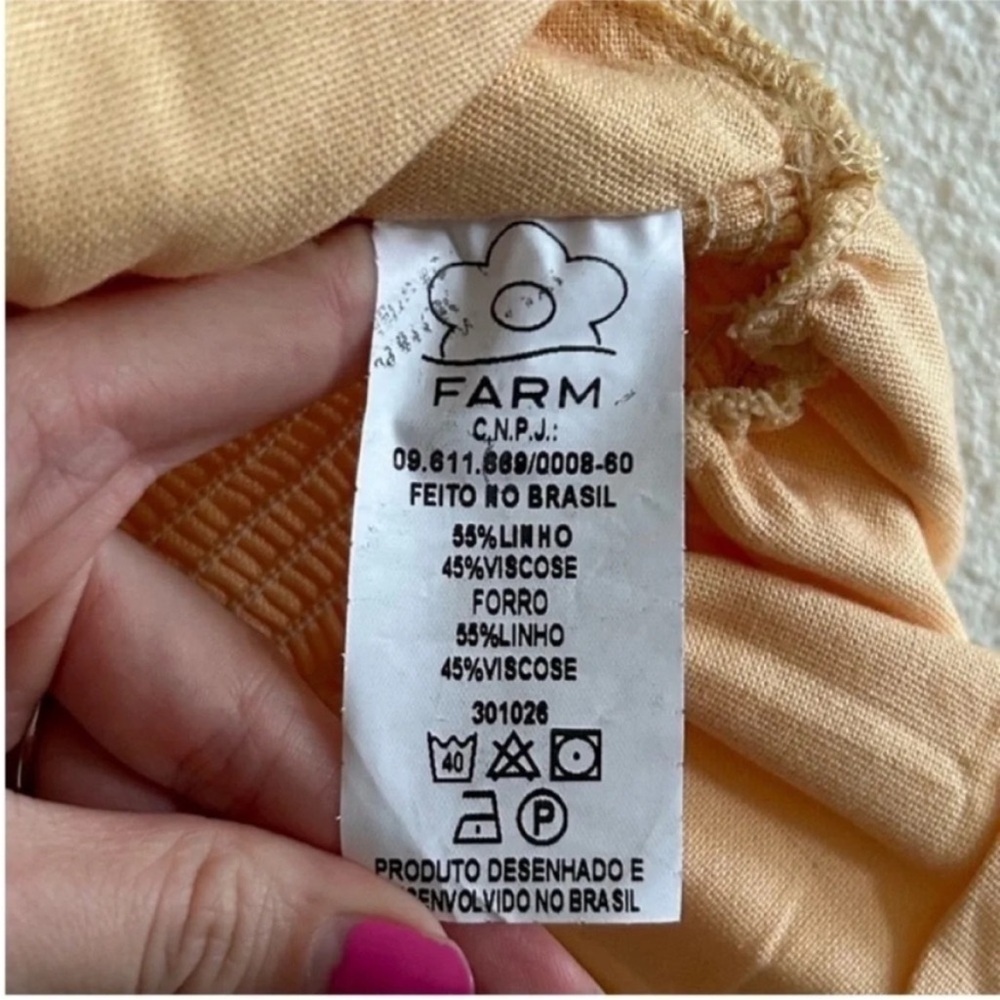 FARM
C.N.P.J.:
09.611.669/0008-60
FEITO NO BRASIL
55%LINHO
45%VISCOSE
FORRO
55%LINHO
45%VISCOSE
301026
40
P
PRODUTO DESENHADO E
NO BRASIL